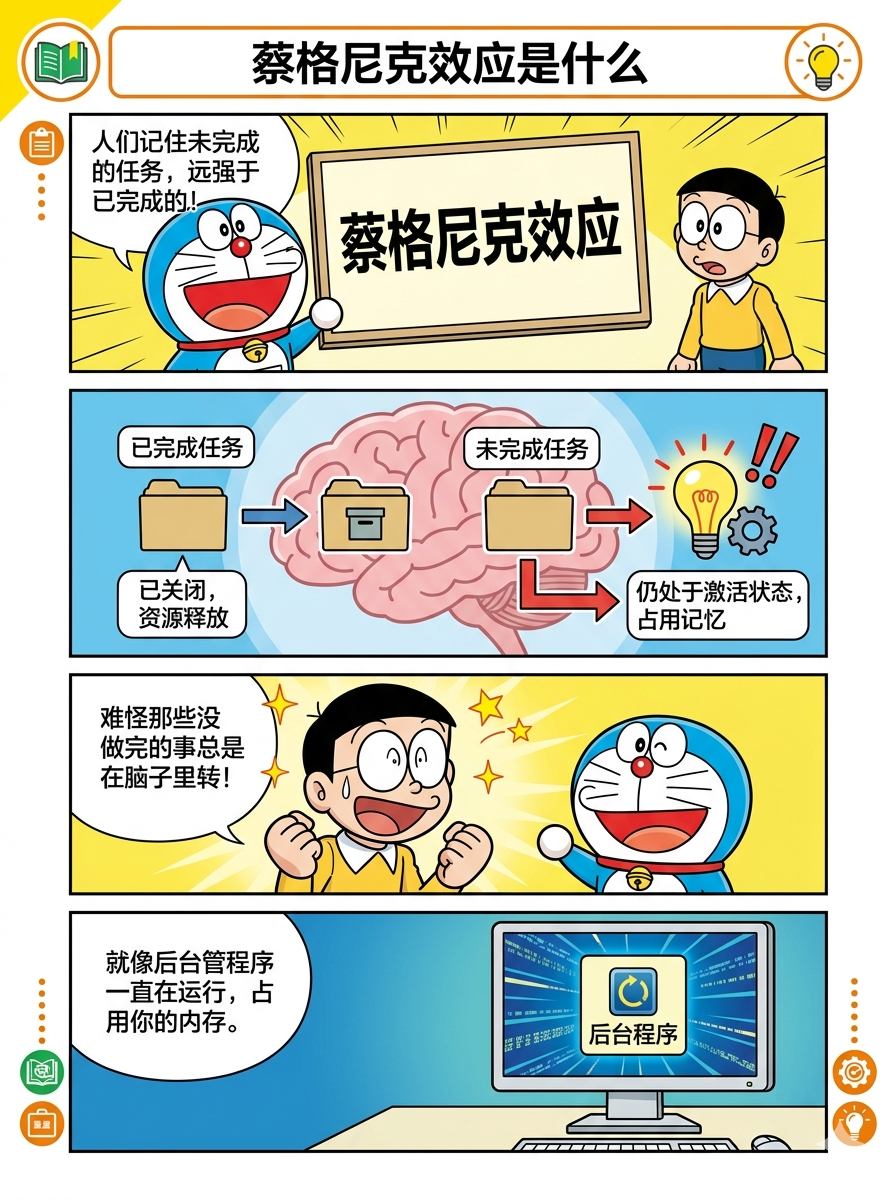 蔡格尼克效应是什么
人们记住未完成
的任务，远强于
已完成的！
蔡格尼克效应
已完成任务
未完成任务
!!
已关闭，
资源释放
仍处于激活状态，
占用记忆
难怪那些没
做完的事总是
在脑子里转！
就像后台管程序
一直在运行，占
用你的内存。
后台程序